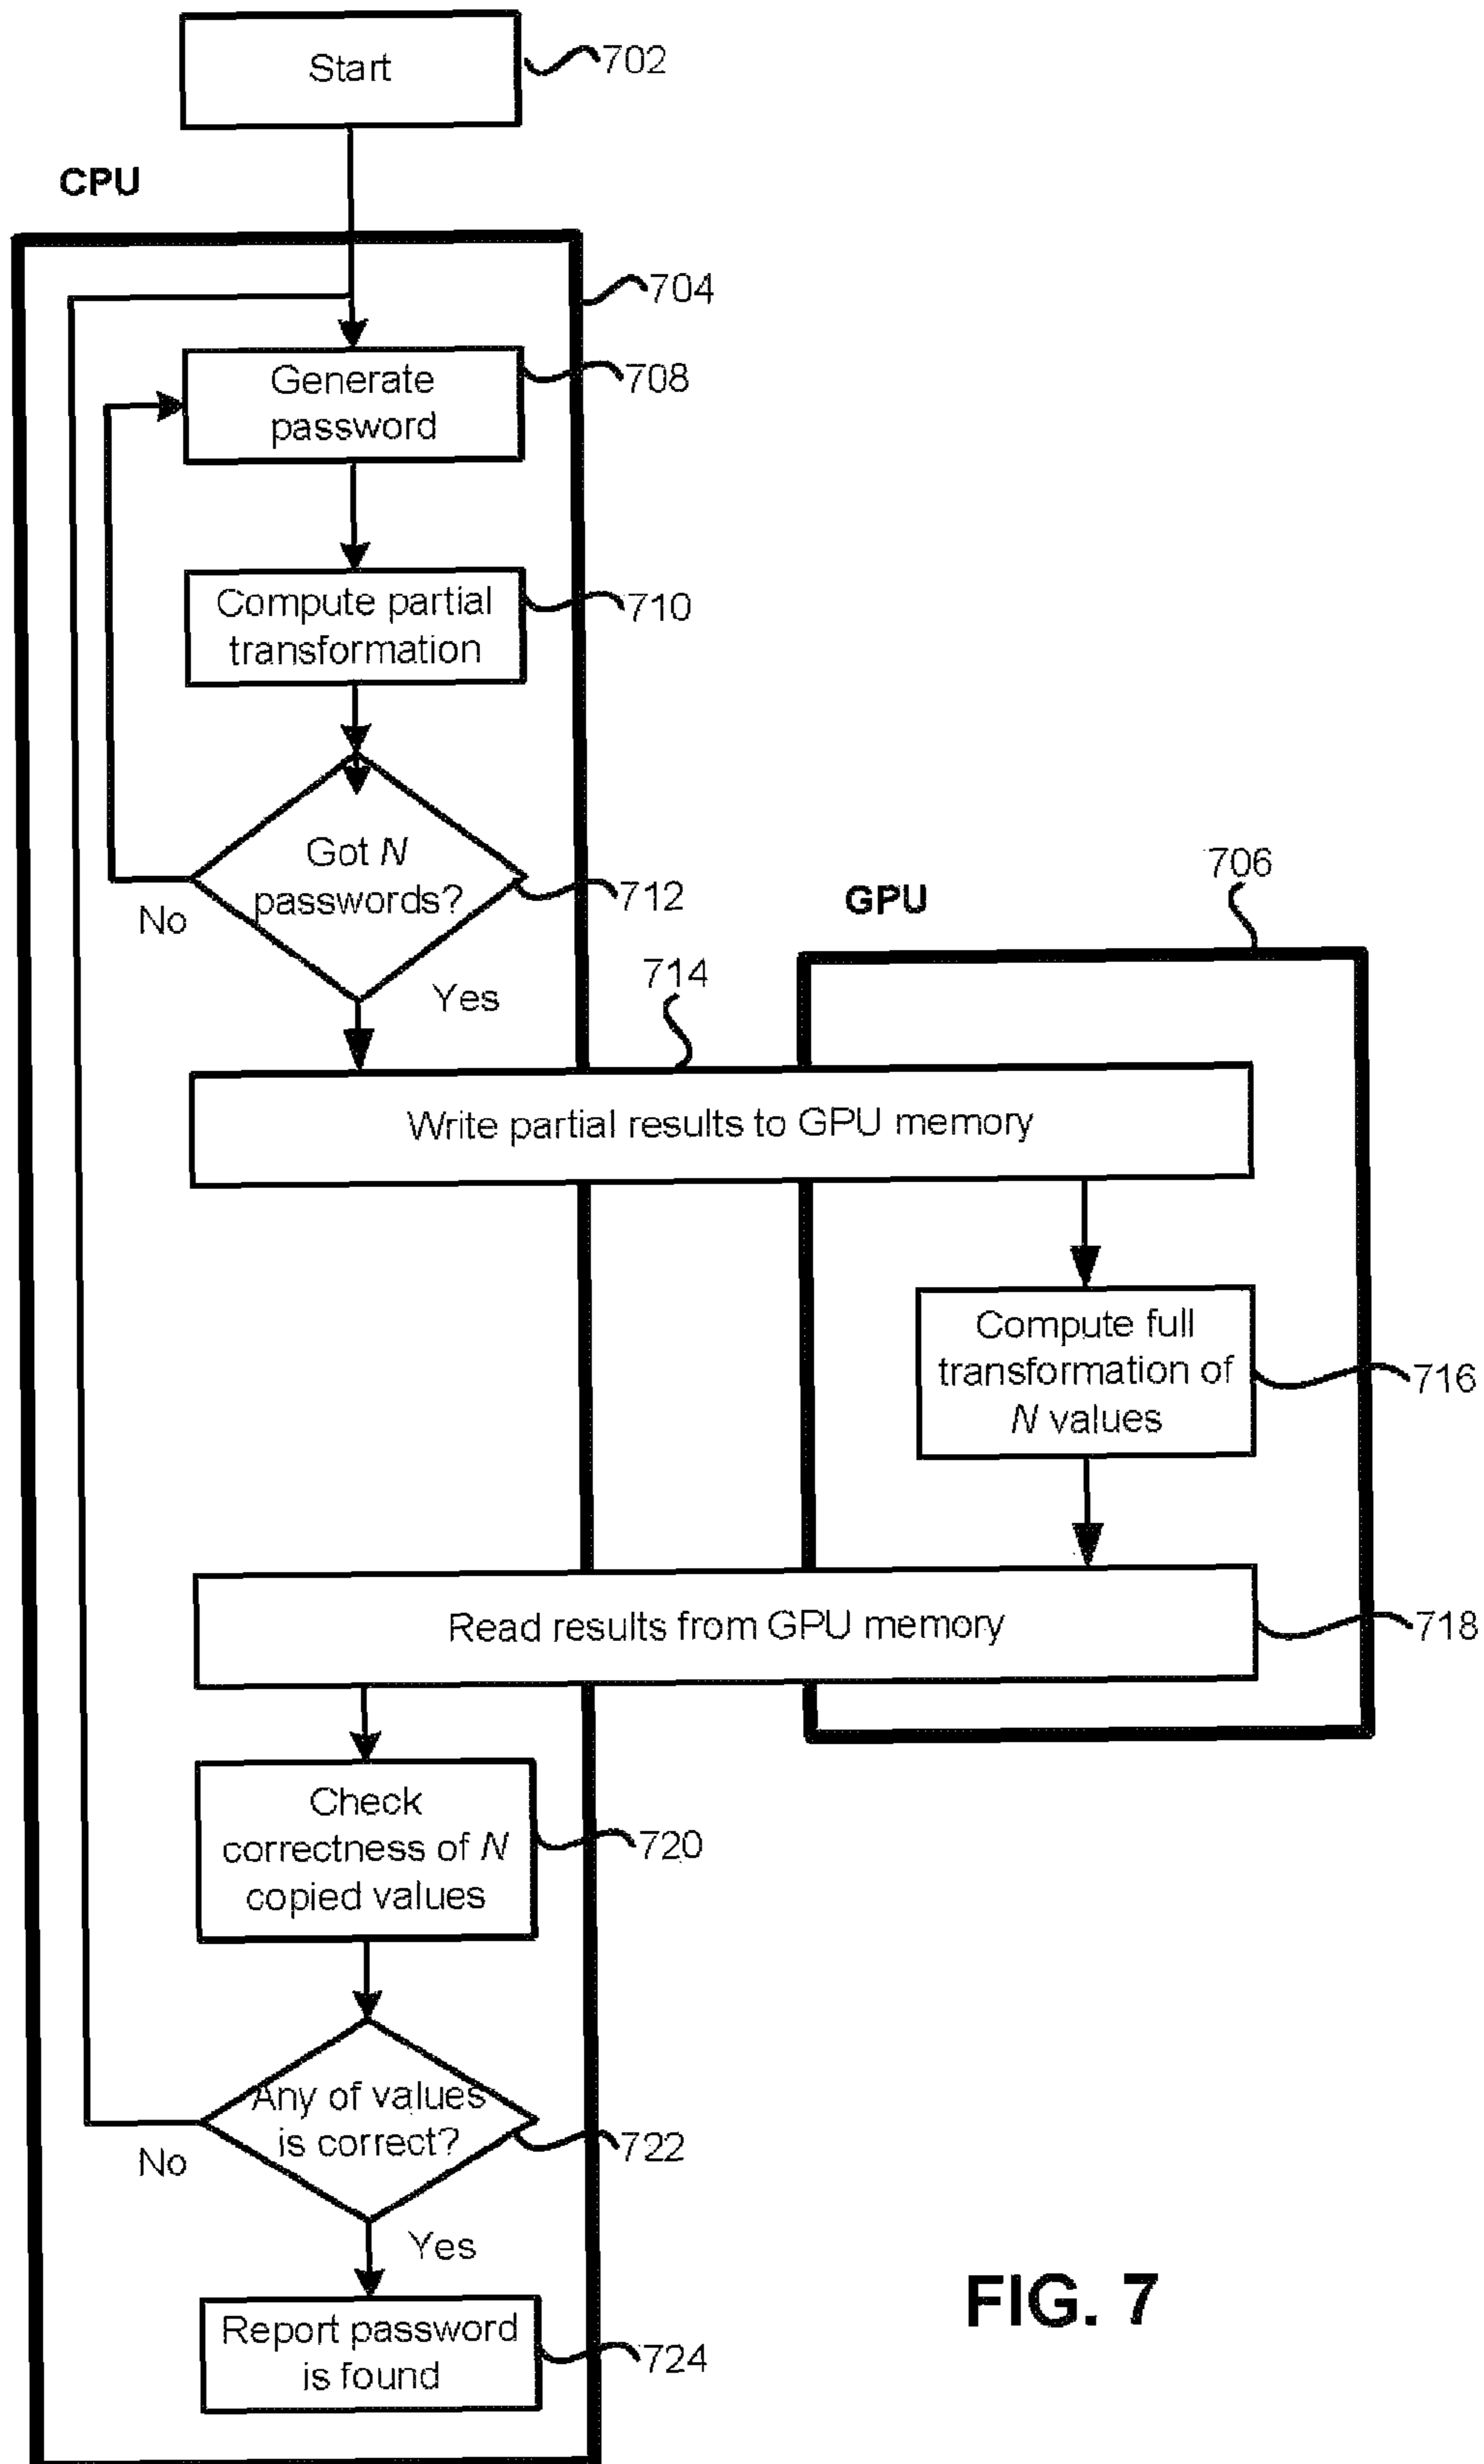 Start
702
CPU
704
Generate
password
708
Compute partial
transformation
710
Got N
passwords?
712
No
Yes
GPU
706
714
Write partial results to GPU memory
Compute full
transformation of
N values
716
Read results from GPU memory
718
Check
correctness of N
copied values
720
Any of values
is correct?
722
No
Yes
Report password
is found
724
FIG. 7